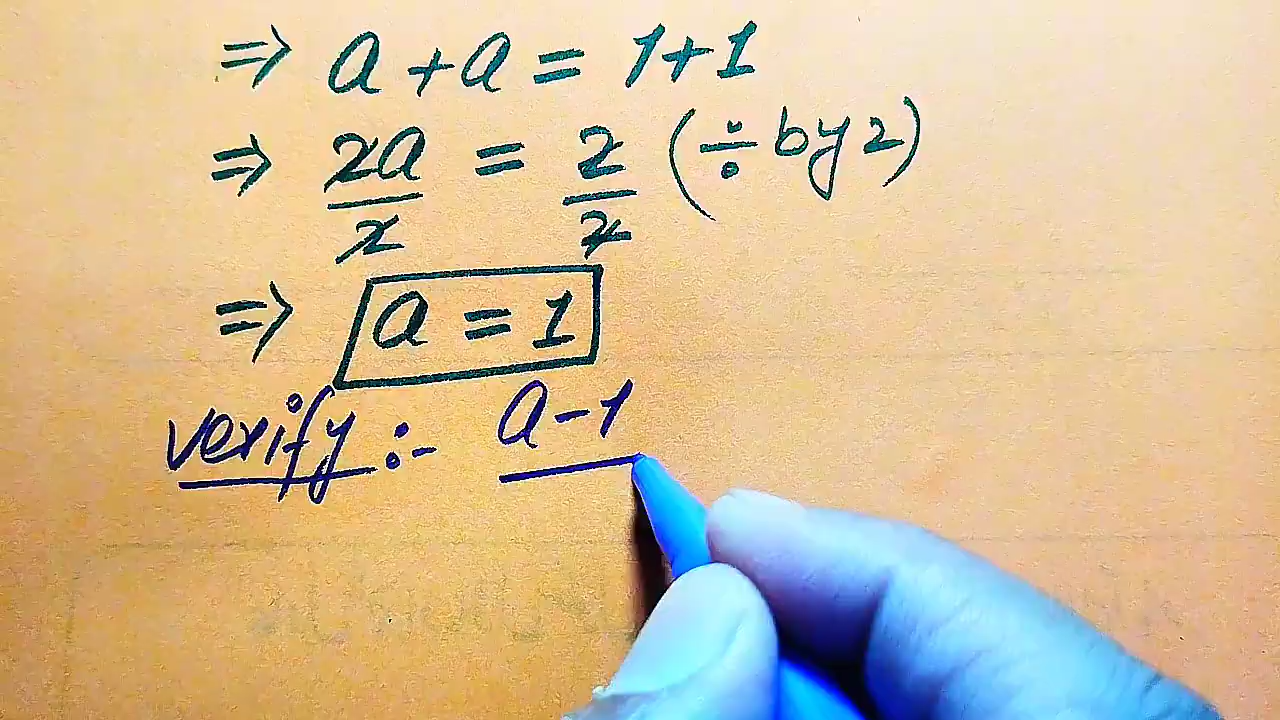 ⇒ a + a = 1+1
⇒ 2a/2 = 2/2 (÷ by 2)
⇒ a = 1
verify :- a-1